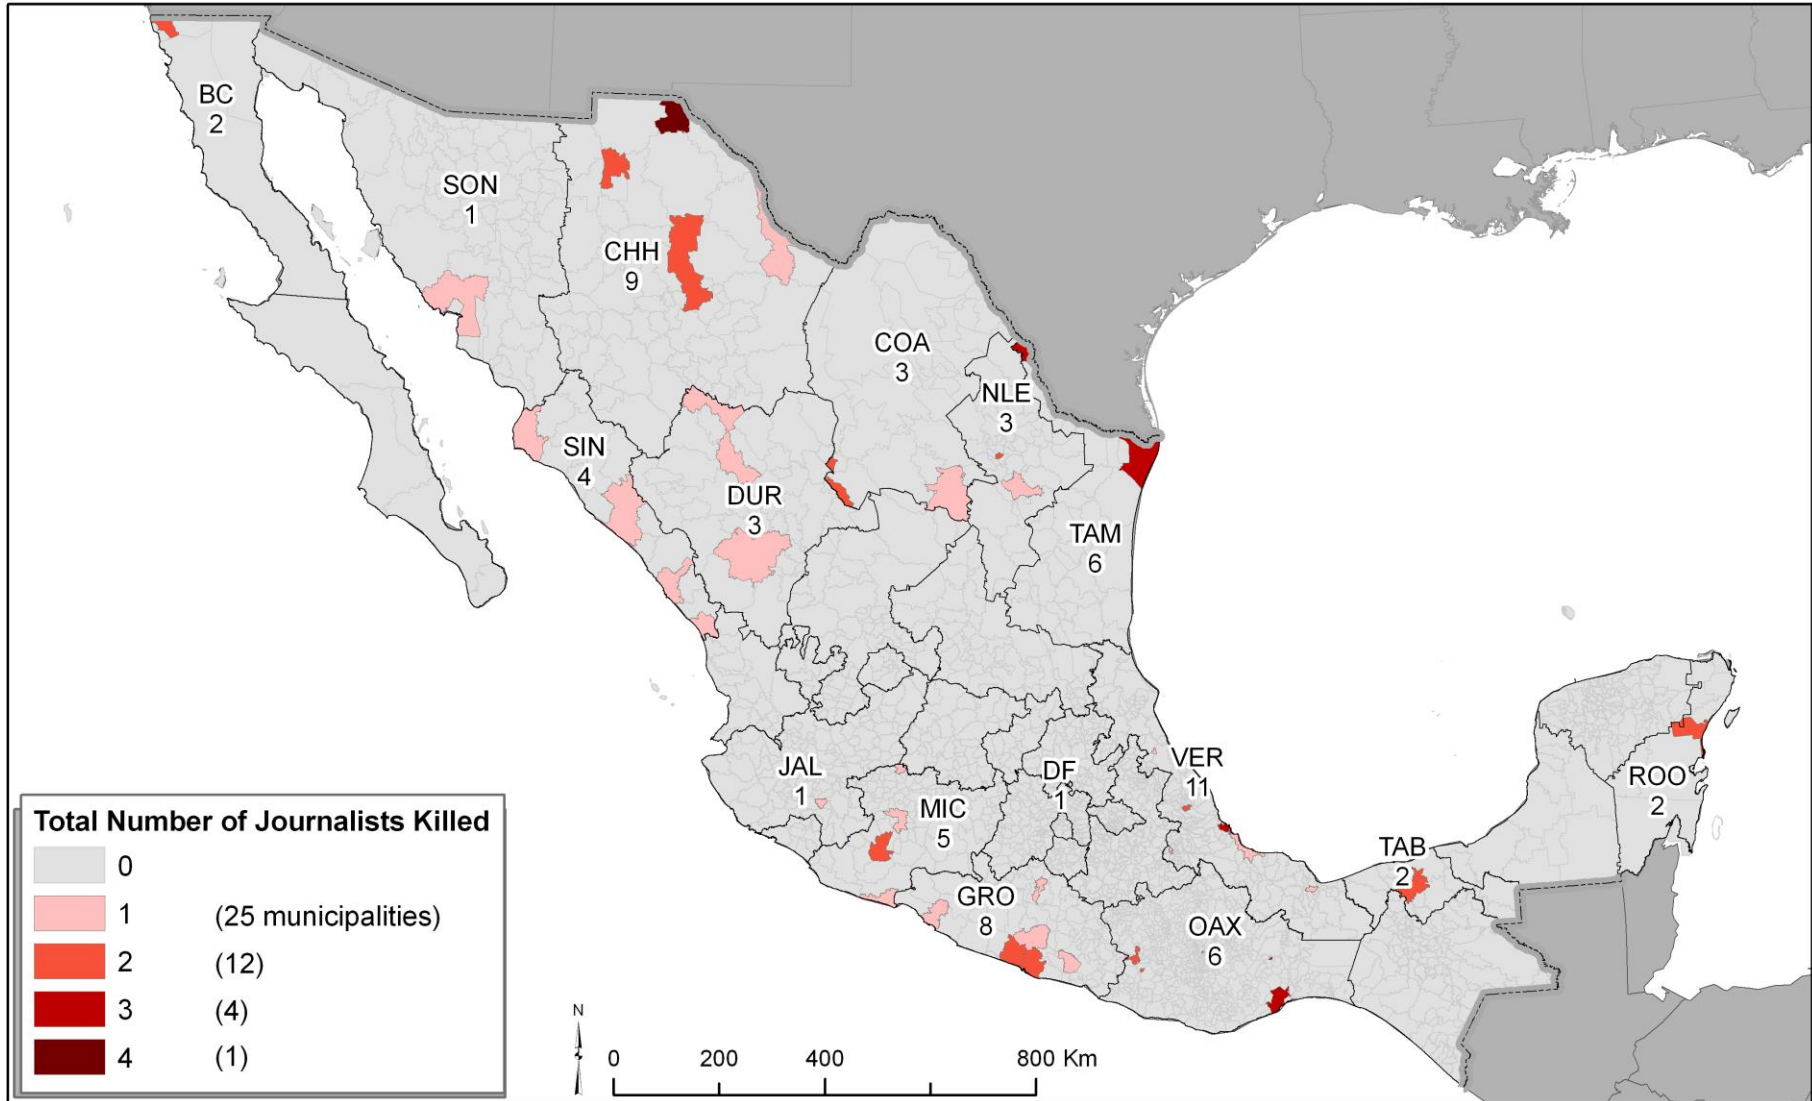 BC
2
SON
1
CHH
9
COA
3
NLE
3
SIN
4
DUR
3
TAM
6
JAL
1
MIC
5
DF
1
VER
11
GRO
8
OAX
6
TAB
2
ROO
2
Total Number of Journalists Killed
0
1 (25 municipalities)
2 (12)
3 (4)
4 (1)
N
0 200 400 800 Km